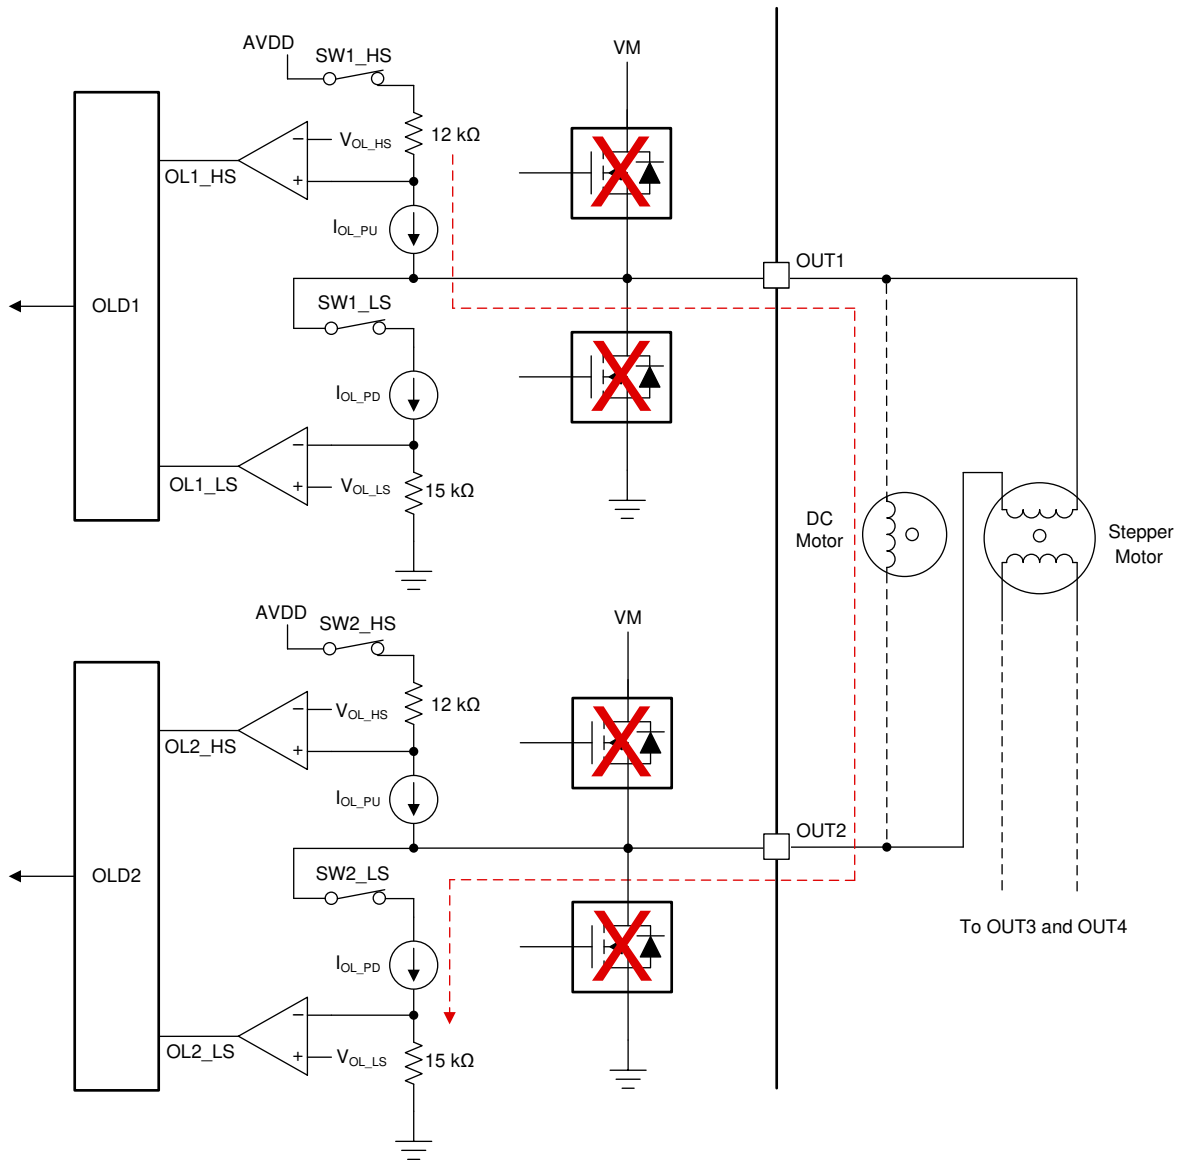 AVDD
SW1_HS
VM
12 kΩ
VOL_HS
OL1_HS
IOL_PU
OUT1
SW1_LS
OLD1
IOL_PD
OL1_LS
VOL_LS
15 kΩ
DC
Motor
Stepper
Motor
AVDD
SW2_HS
VM
12 kΩ
VOL_HS
OL2_HS
IOL_PU
OUT2
SW2_LS
OLD2
To OUT3 and OUT4
IOL_PD
OL2_LS
VOL_LS
15 kΩ